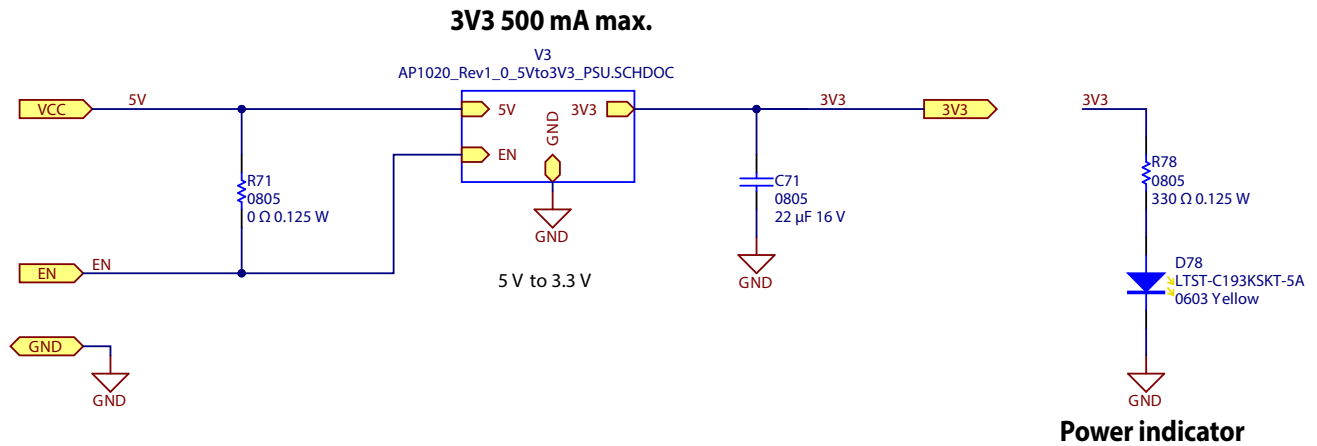 3V3 500 mA max.
V3
AP1020_Rev1_0_5Vto3V3_PSU.SCHDOC
VCC
5V
5V
3V3
GND
EN
GND
5 V to 3.3 V
3V3
3V3
R71
0805
0 Ω 0.125 W
C71
0805
22 µF 16 V
GND
EN
EN
GND
GND
3V3
R78
0805
330 Ω 0.125 W
D78
LTST-C193KSKT-5A
0603 Yellow
GND
Power indicator